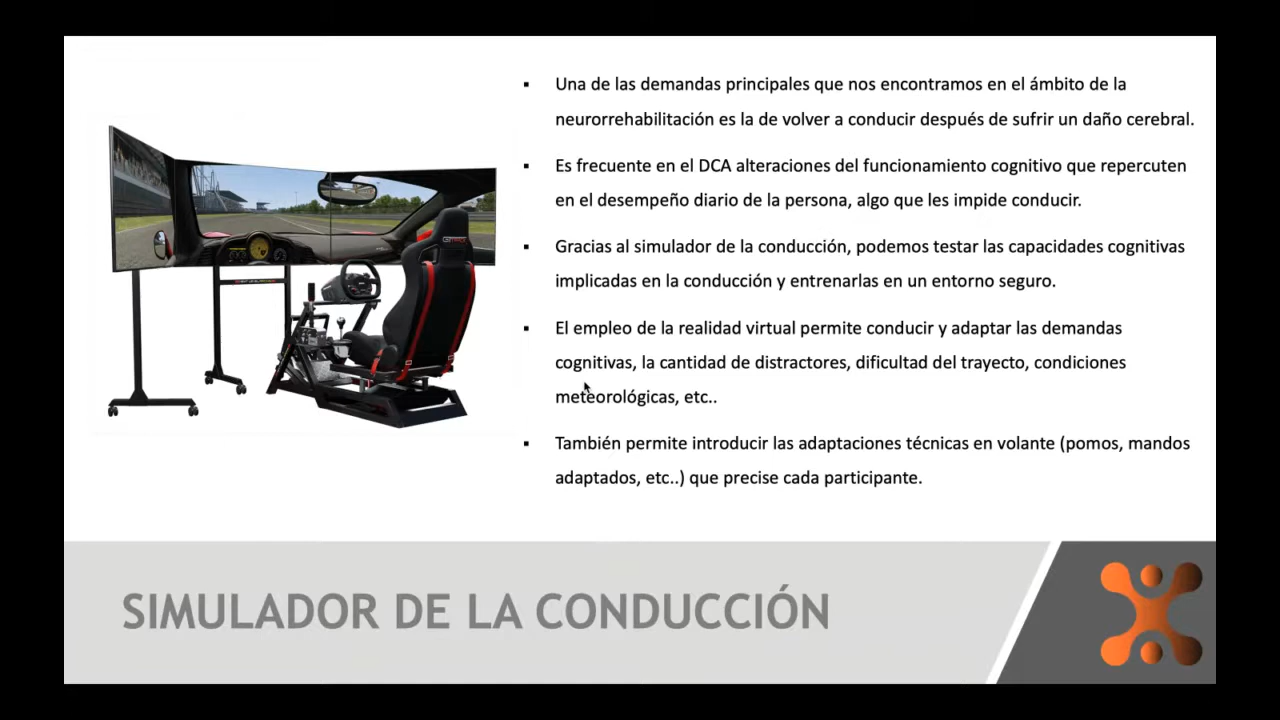 Una de las demandas principales que nos encontramos en el ámbito de la
neurorrehabilitación es la de volver a conducir después de sufrir un daño cerebral.
Es frecuente en el DCA alteraciones del funcionamiento cognitivo que repercuten
en el desempeño diario de la persona, algo que les impide conducir.
Gracias al simulador de la conducción, podemos testar las capacidades cognitivas
implicadas en la conducción y entrenarlas en un entorno seguro.
El empleo de la realidad virtual permite conducir y adaptar las demandas
cognitivas, la cantidad de distractores, dificultad del trayecto, condiciones
meteorológicas, etc..
También permite introducir las adaptaciones técnicas en volante (pomos, mandos
adaptados, etc..) que precise cada participante.
SIMULADOR DE LA CONDUCCIÓN